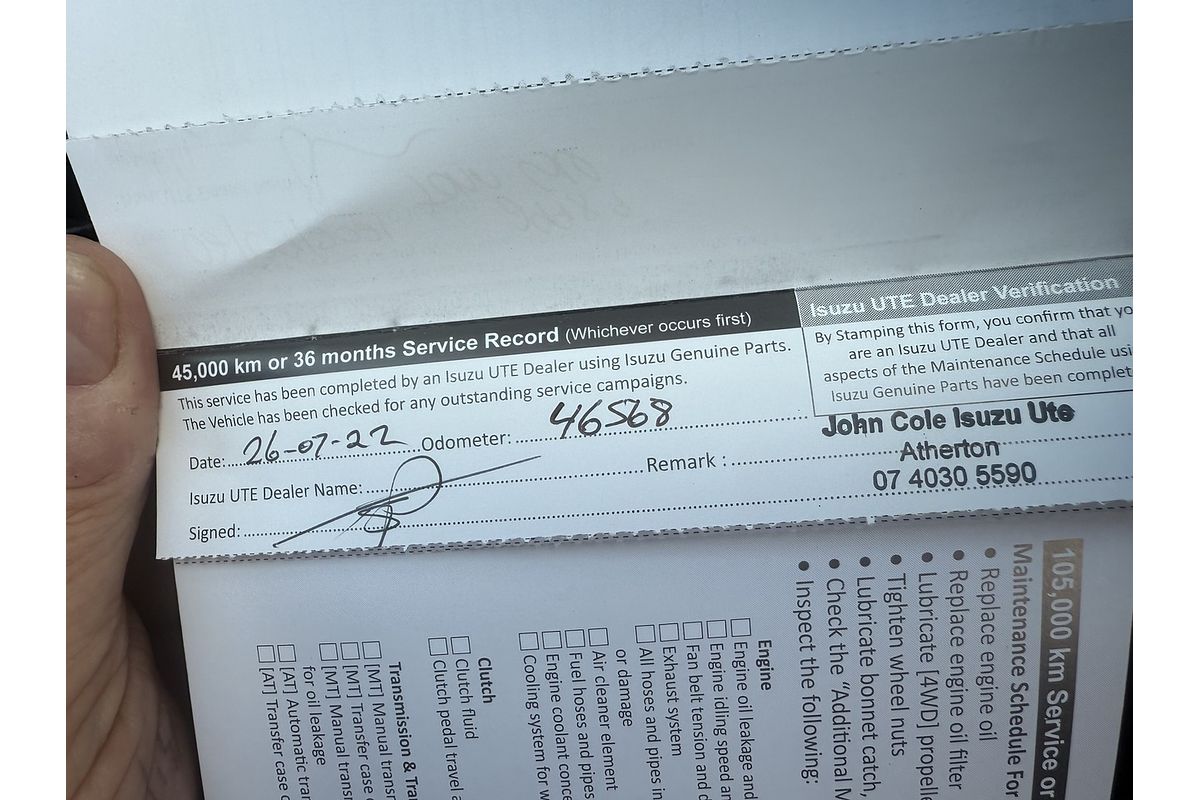 45,000 km or 36 months Service Record (Whichever occurs first)
This service has been completed by an Isuzu UTE Dealer using Isuzu Genuine Parts.
The Vehicle has been checked for any outstanding service campaigns.
Date: 26-07-22 Odometer: 46568
Isuzu UTE Dealer Name: Remark :
Signed:
Isuzu UTE Dealer Verification
By Stamping this form, you confirm that yo
are an Isuzu UTE Dealer and that all
aspects of the Maintenance Schedule usi
Isuzu Genuine Parts have been complet
John Cole Isuzu Ute
Atherton
07 4030 5590
105,000 km Service or
Maintenance Schedule For
• Replace engine oil
• Replace engine oil filter
• Lubricate [4WD] propelle
• Tighten wheel nuts
• Lubricate bonnet catch,
• Check the “Additional M
• Inspect the following:
Engine
Engine oil leakage and
Engine idling speed an
Fan belt tension and d
Exhaust system
All hoses and pipes in
or damage
Air cleaner element
Fuel hoses and pipes
Engine coolant conce
Cooling system for w
Clutch
Clutch fluid
Clutch pedal travel a
Transmission & Tra
[MT] Manual transm
[MT] Transfer case o
[MT] Manual transm
for oil leakage
[AT] Automatic tran
[AT] Transfer case o